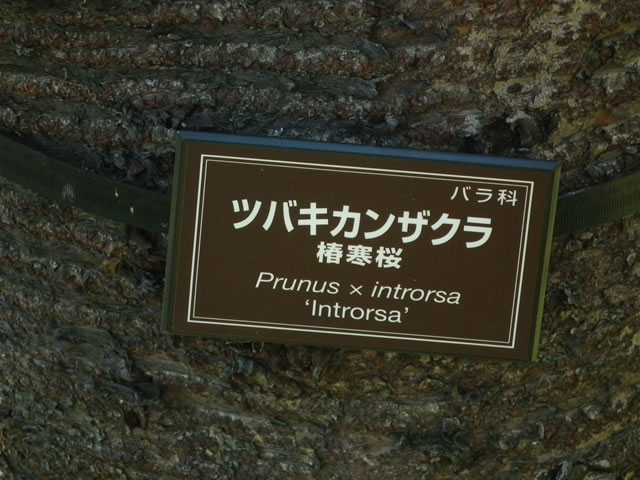 バラ科
ツバキカンザクラ
椿寒桜
Prunus × introrsa
‘Introrsa’